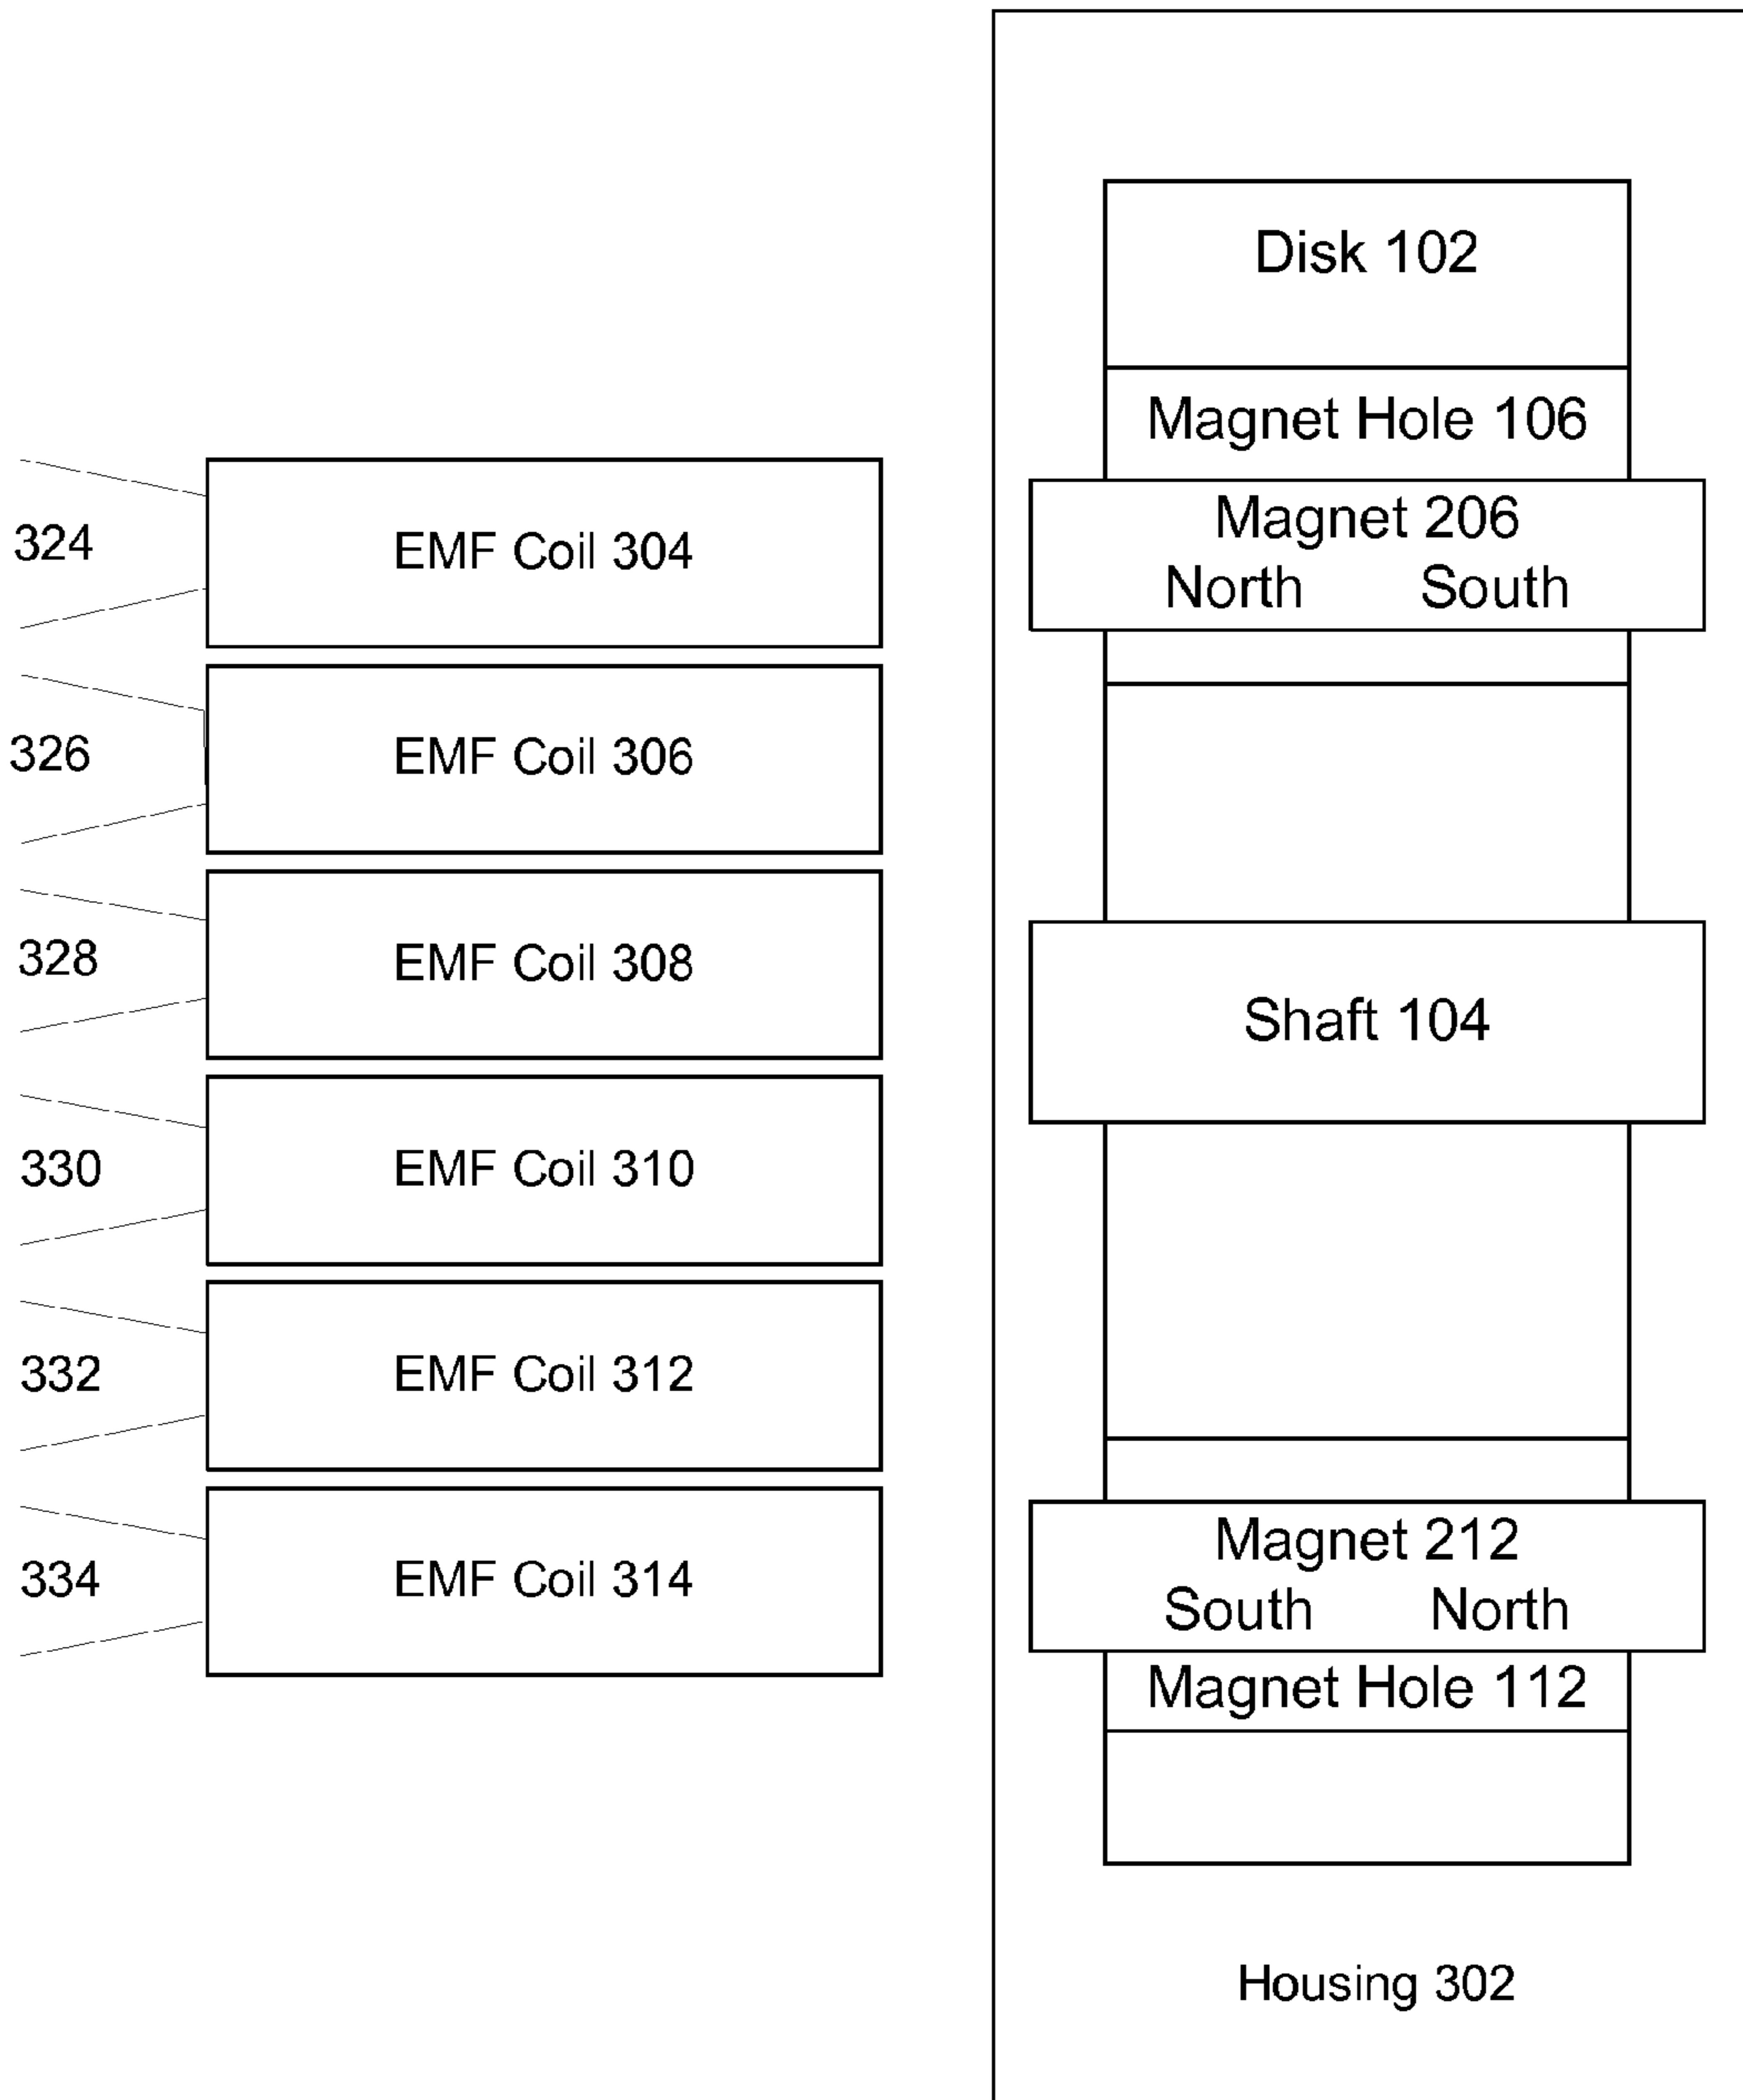 324
EMF Coil 304
326
EMF Coil 306
328
EMF Coil 308
330
EMF Coil 310
332
EMF Coil 312
334
EMF Coil 314
Disk 102
Magnet Hole 106
Magnet 206
North South
Shaft 104
Magnet 212
South North
Magnet Hole 112
Housing 302